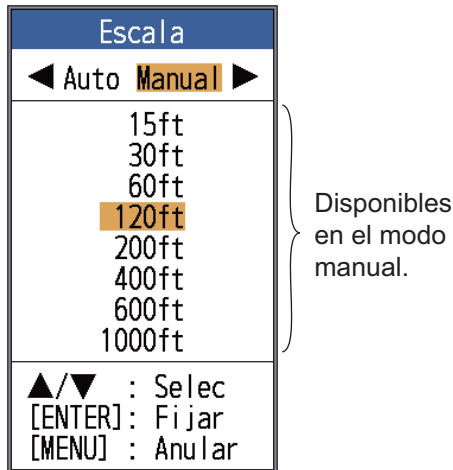 Escala
◀ Auto Manual ▶
15ft
30ft
60ft
120ft
200ft
400ft
600ft
1000ft
Disponibles
en el modo
manual.
▲/▼ : Selec
[ENTER]: Fijar
[MENU] : Anular